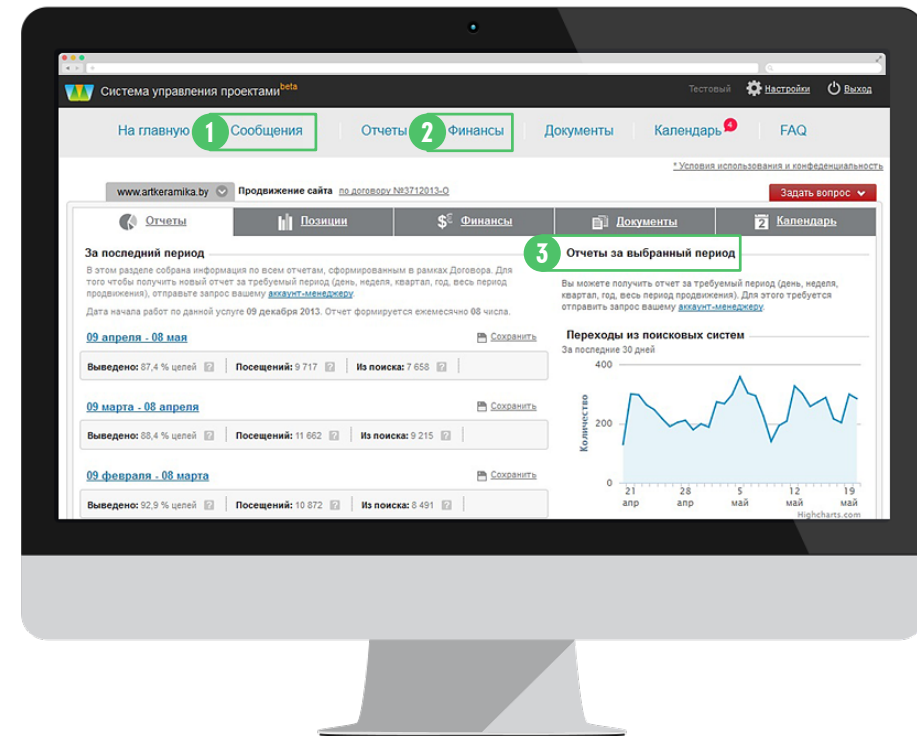 Система управления проектами beta
Тестовый Настройки Выход
На главную 1 Сообщения Отчеты 2 Финансы Документы Календарь 4 FAQ
* Условия использования и конфеденциальность
www.artkeramika.by Продвижение сайта по договору №3712013-О
Задать вопрос
Отчеты Позиции Финансы Документы 2 Календарь
За последний период
В этом разделе собрана информация по всем отчетам, сформированным в рамках Договора. Для
того чтобы получить новый отчет за требуемый период (день, неделя, квартал, год, весь период
продвижения), отправьте запрос вашему аккаунт-менеджеру.
Дата начала работ по данной услуге 09 декабря 2013. Отчет формируется ежемесячно 08 числа.
09 апреля - 08 мая Сохранить
Выведено: 87,4 % целей ? Посещений: 9 717 ? Из поиска: 7 658 ?
09 марта - 08 апреля Сохранить
Выведено: 88,4 % целей ? Посещений: 11 662 ? Из поиска: 9 215 ?
09 февраля - 08 марта Сохранить
Выведено: 92,9 % целей ? Посещений: 10 872 ? Из поиска: 8 491 ?
3 Отчеты за выбранный период
Вы можете получить отчет за требуемый период (день, неделя,
квартал, год, весь период продвижения). Для этого требуется
отправить запрос вашему аккаунт-менеджеру.
Переходы из поисковых систем
За последние 30 дней
Количество
400
200
0
21 28 5 12 19
апр апр май май май
Highcharts.com